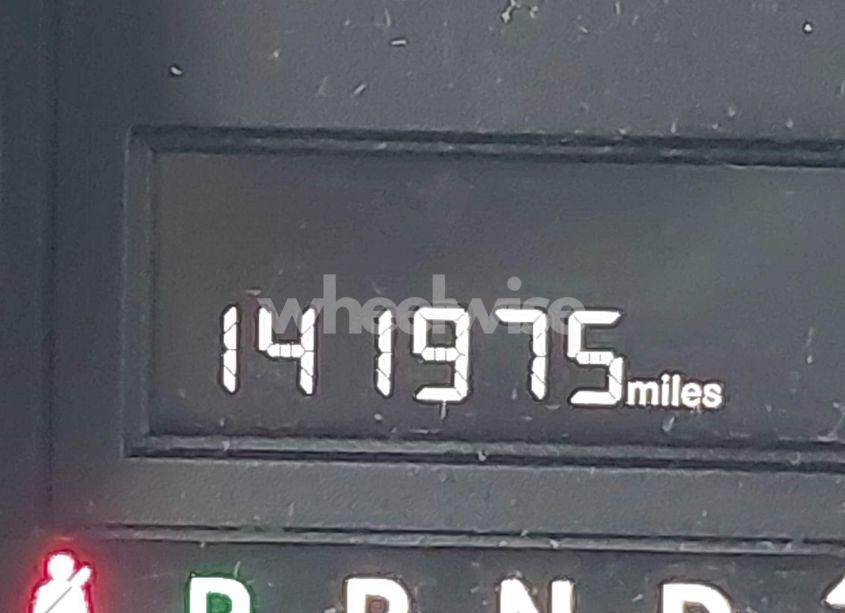 wheelwise
141975 miles
P R N D